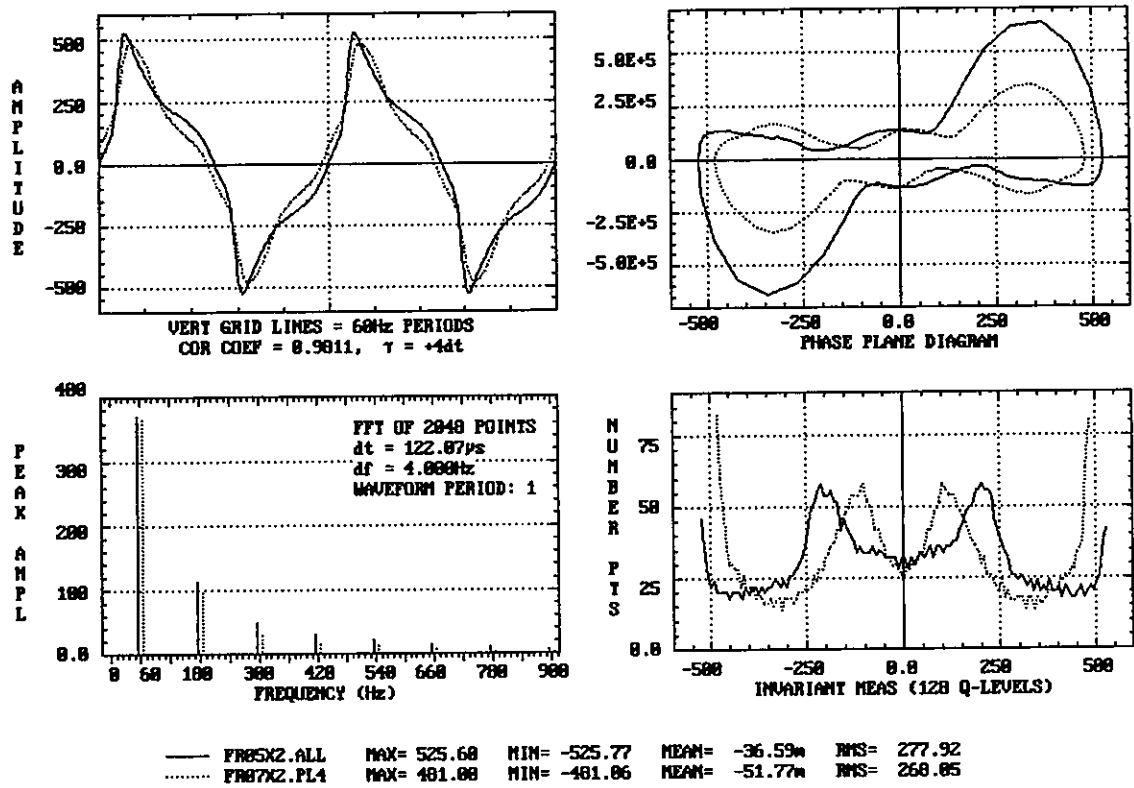 AMPLITUDE
500
250
0.0
-250
-500
VERT GRID LINES = 60Hz PERIODS
COR COEF = 0.9811, τ = +4dt
5.0E+5
2.5E+5
0.0
-2.5E+5
-5.0E+5
-500 -250 0.0 250 500
PHASE PLANE DIAGRAM
PEAK AMPL
400
300
200
100
0.0
FFT OF 2048 POINTS
dt = 122.07µs
df = 4.000Hz
WAVEFORM PERIOD: 1
0 60 180 300 420 540 660 780 900
FREQUENCY (Hz)
NUMBER PTS
75
50
25
0.0
-500 -250 0.0 250 500
INVARIANT MEAS (128 Q-LEVELS)
FR05X2.ALL MAX= 525.60 MIN= -525.77 MEAN= -36.59m RMS= 277.92
FR07X2.PL4 MAX= 481.00 MIN= -481.06 MEAN= -51.77m RMS= 260.05